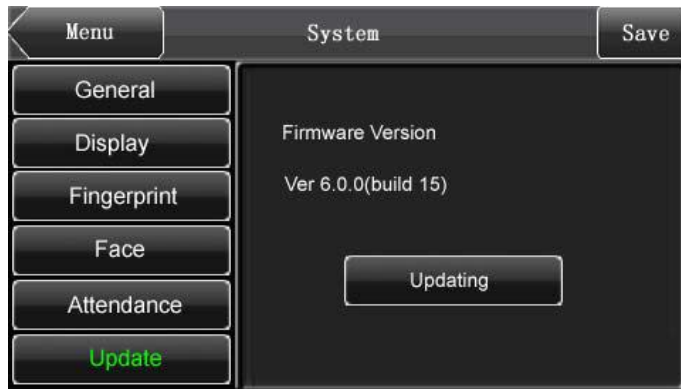 Menu
System
Save
General
Display
Fingerprint
Face
Attendance
Update
Firmware Version
Ver 6.0.0(build 15)
Updating